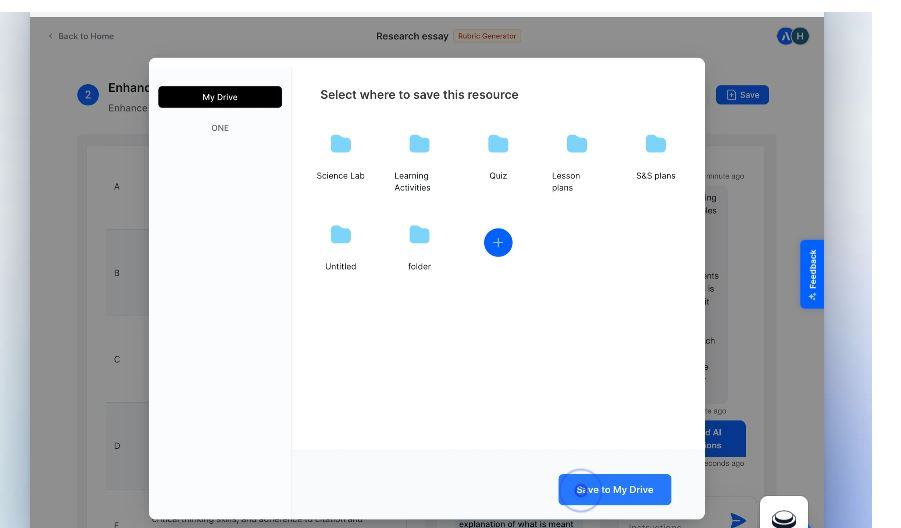 Back to Home
Research essay Rubric Generator
H
2 Enhanc
Enhance
Save
My Drive
ONE
Select where to save this resource
Science Lab
Learning
Activities
Quiz
Lesson
plans
S&S plans
Untitled
folder
Save to My Drive
A
B
C
D
minute ago
ing
les
ents
is
it
ch
e
te ago
d AI
ions
seconds ago
Feedback
critical thinking skills, and adherence to citation and
explanation of what is meant
instructions